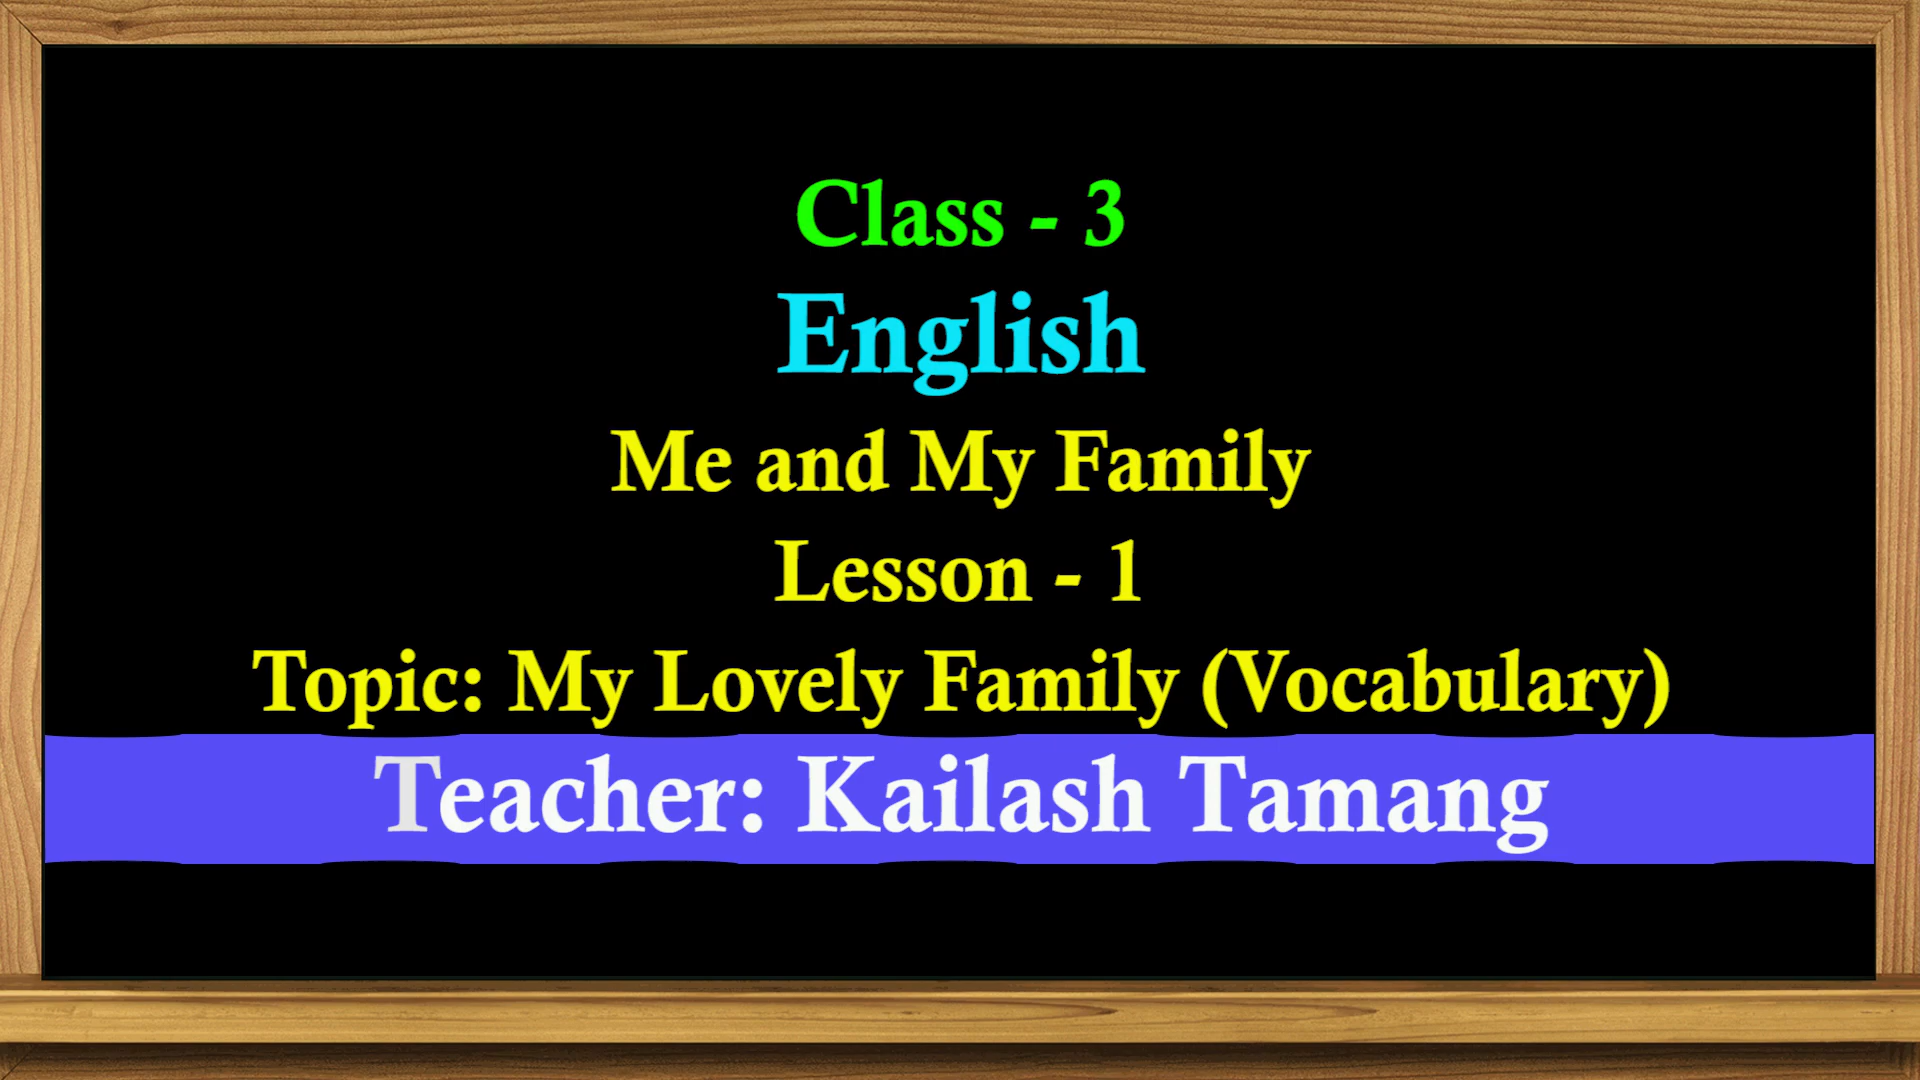 Class - 3
English
Me and My Family
Lesson - 1
Topic: My Lovely Family (Vocabulary)
Teacher: Kailash Tamang